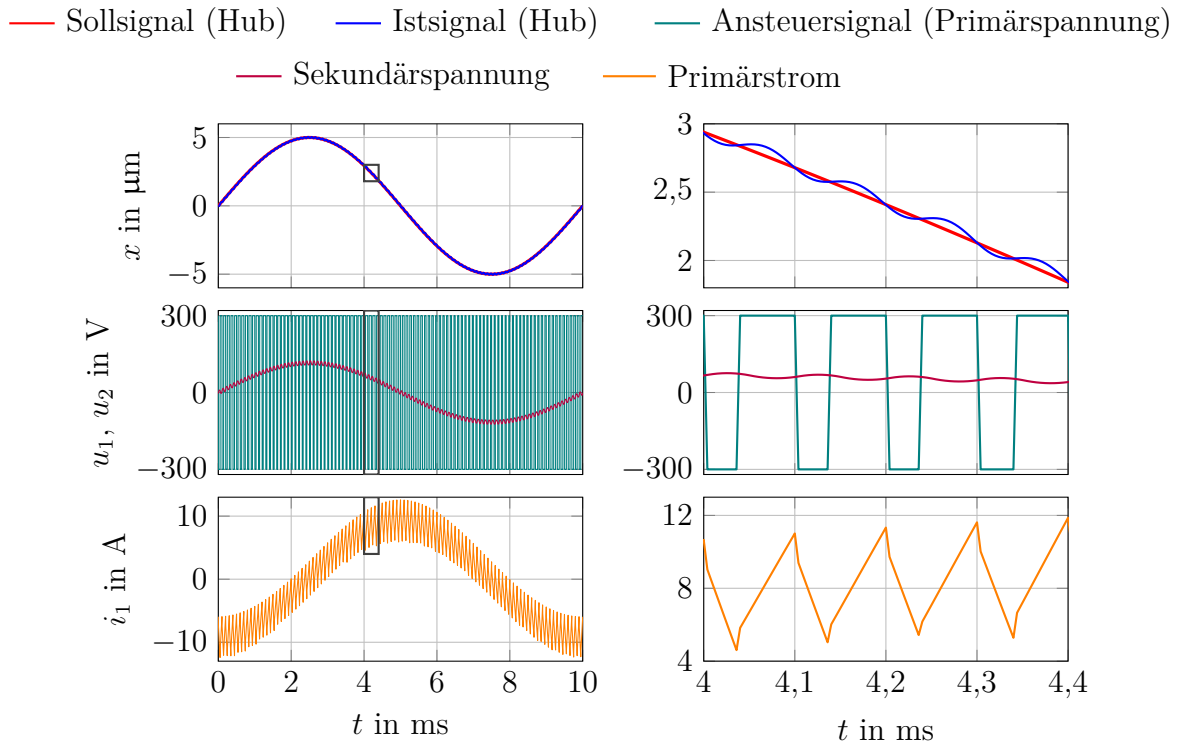 Sollsignal (Hub) Istsignal (Hub) Ansteuersignal (Primärspannung)
Sekundärspannung Primärstrom
5
0
−5
x in µm
3
2,5
2
300
0
−300
u1, u2 in V
300
0
−300
10
0
−10
i1 in A
0 2 4 6 8 10
t in ms
12
8
4
4 4,1 4,2 4,3 4,4
t in ms